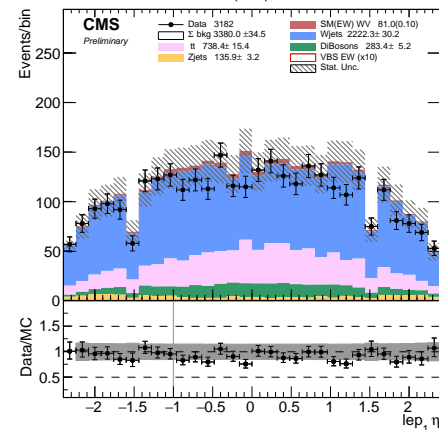 CMS
Preliminary
Data 3182
Σ bkg 3380.0 ±34.5
tt 738.4± 15.4
Zjets 135.9± 3.2
SM(EW) WV 81.0(0.10)
Wjets 2222.3± 30.2
DiBosons 283.4± 5.2
VBS EW (x10)
Stat. Unc.
Events/bin
250
200
150
100
50
0
Data/MC
1.5
1
0.5
−2 −1.5 −1 −0.5 0 0.5 1 1.5 2
lep1 η